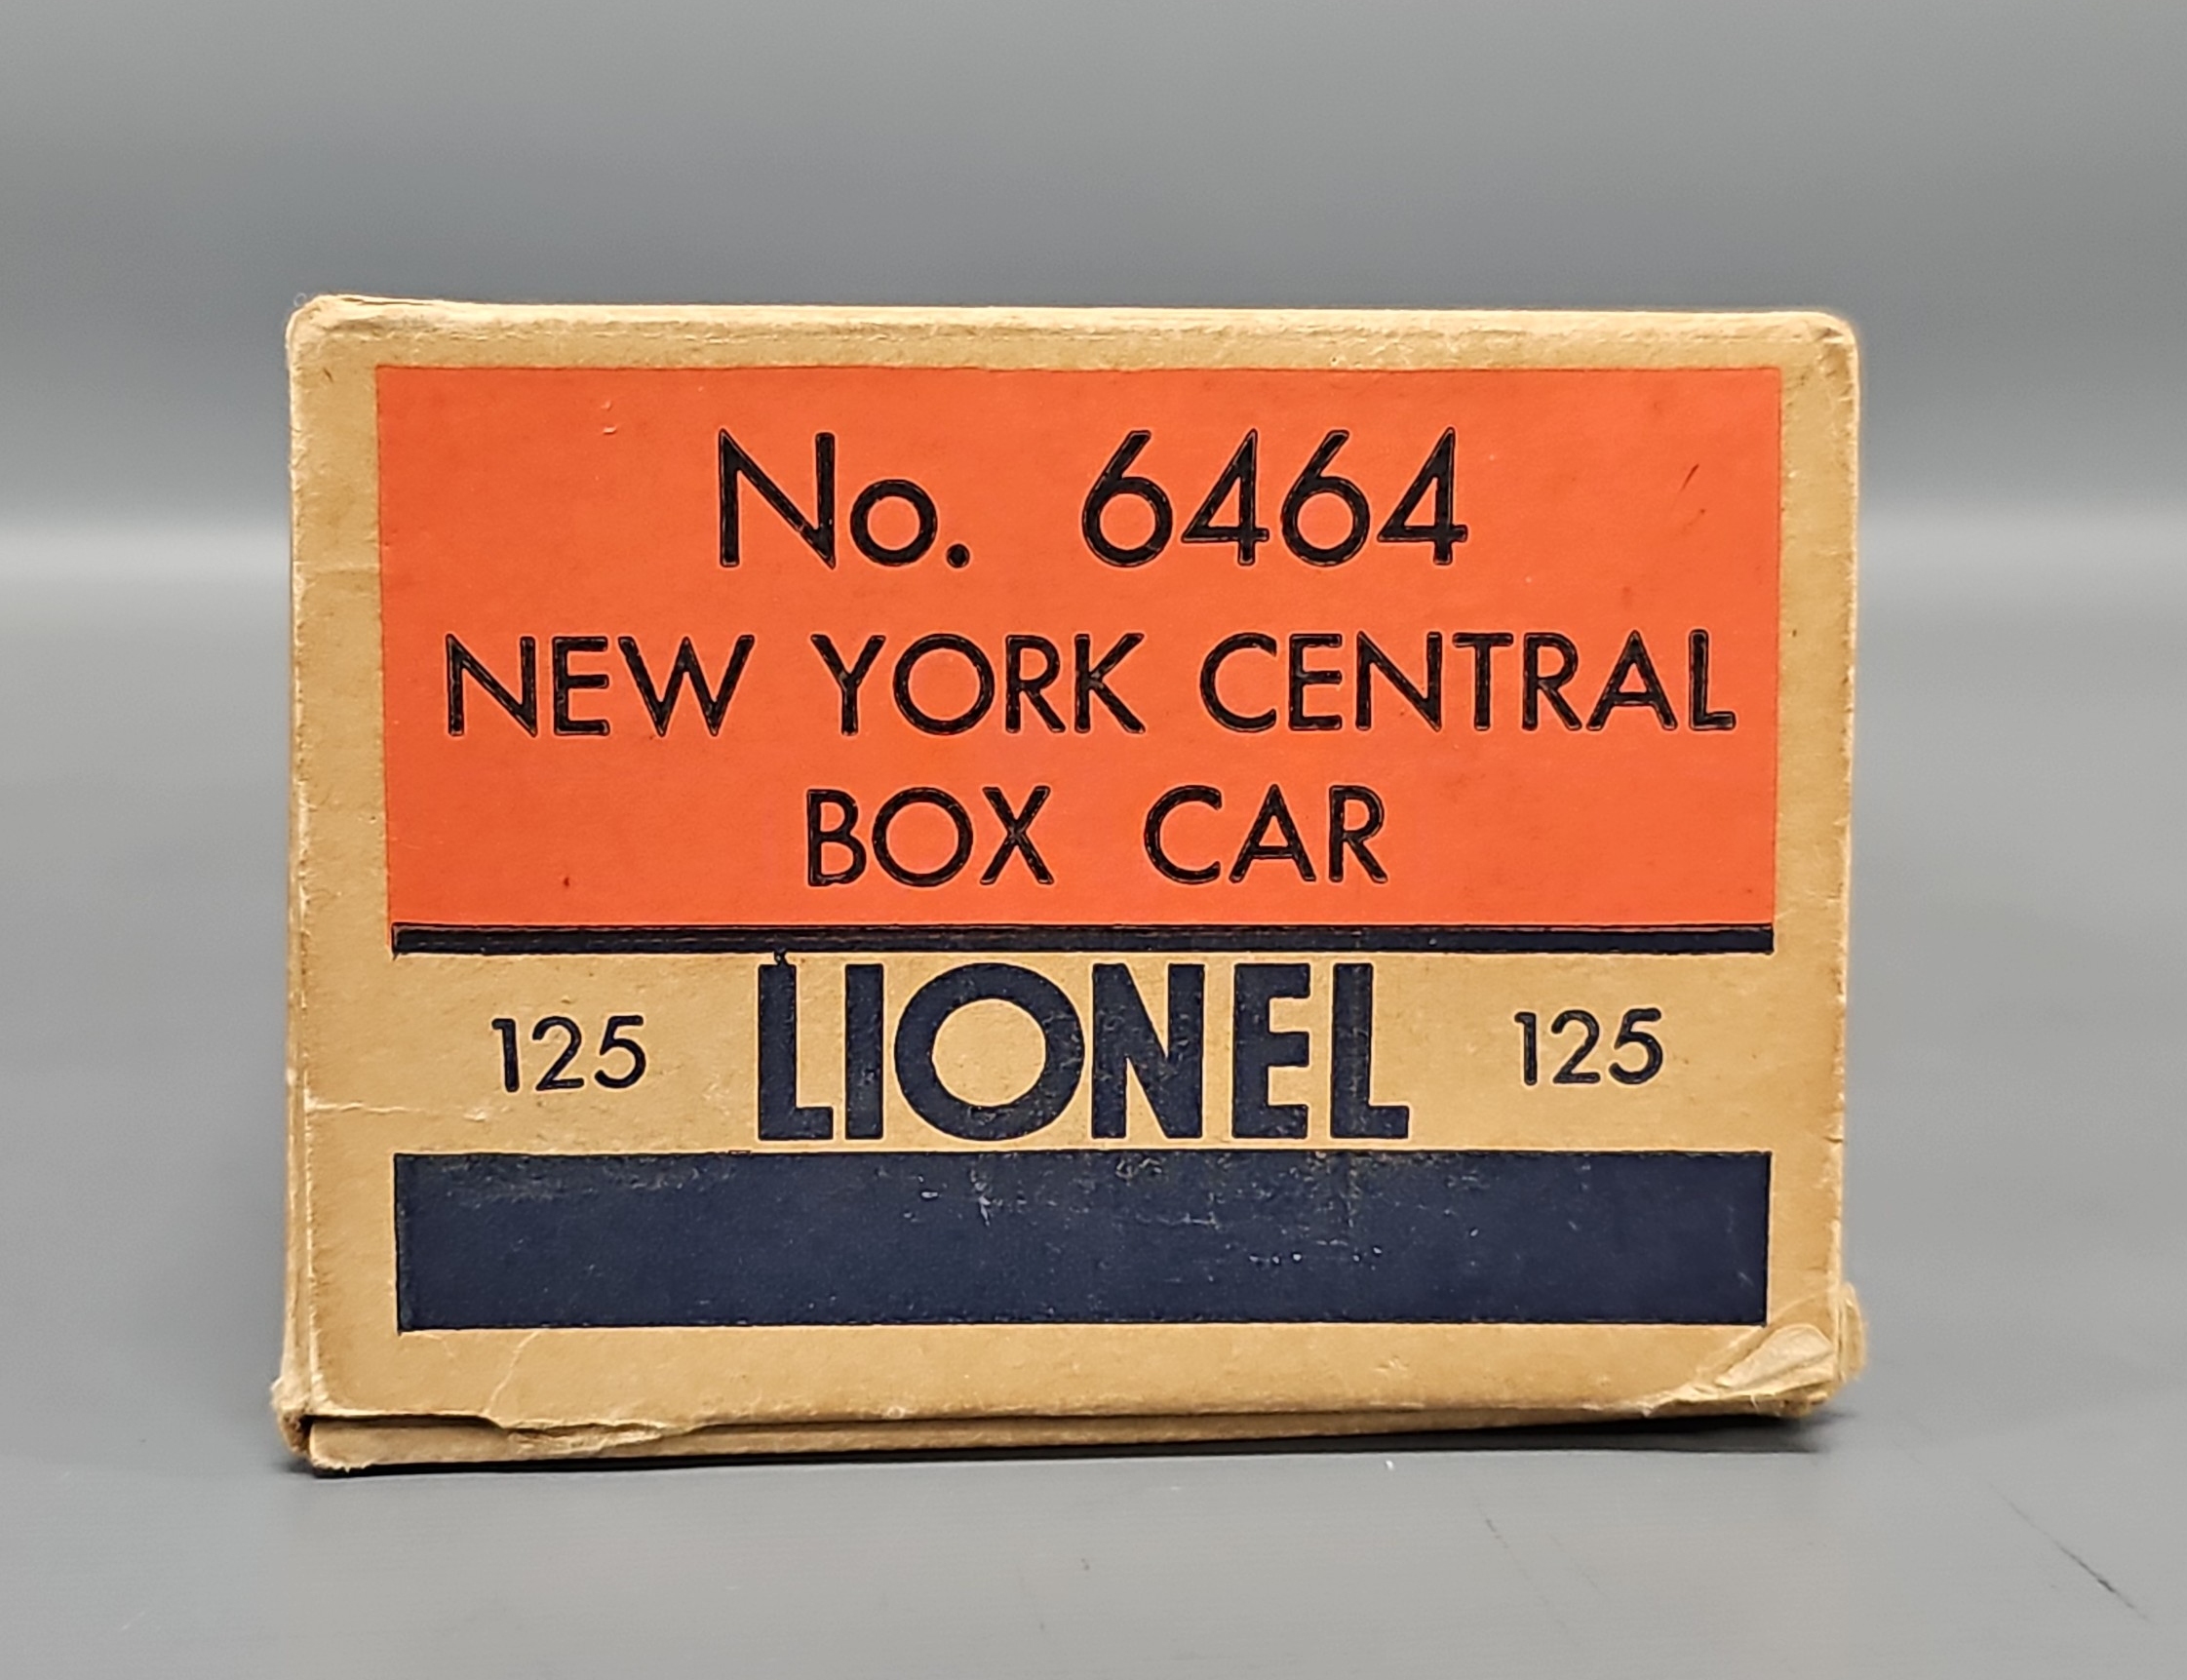 No. 6464
NEW YORK CENTRAL
BOX CAR
125 LIONEL 125